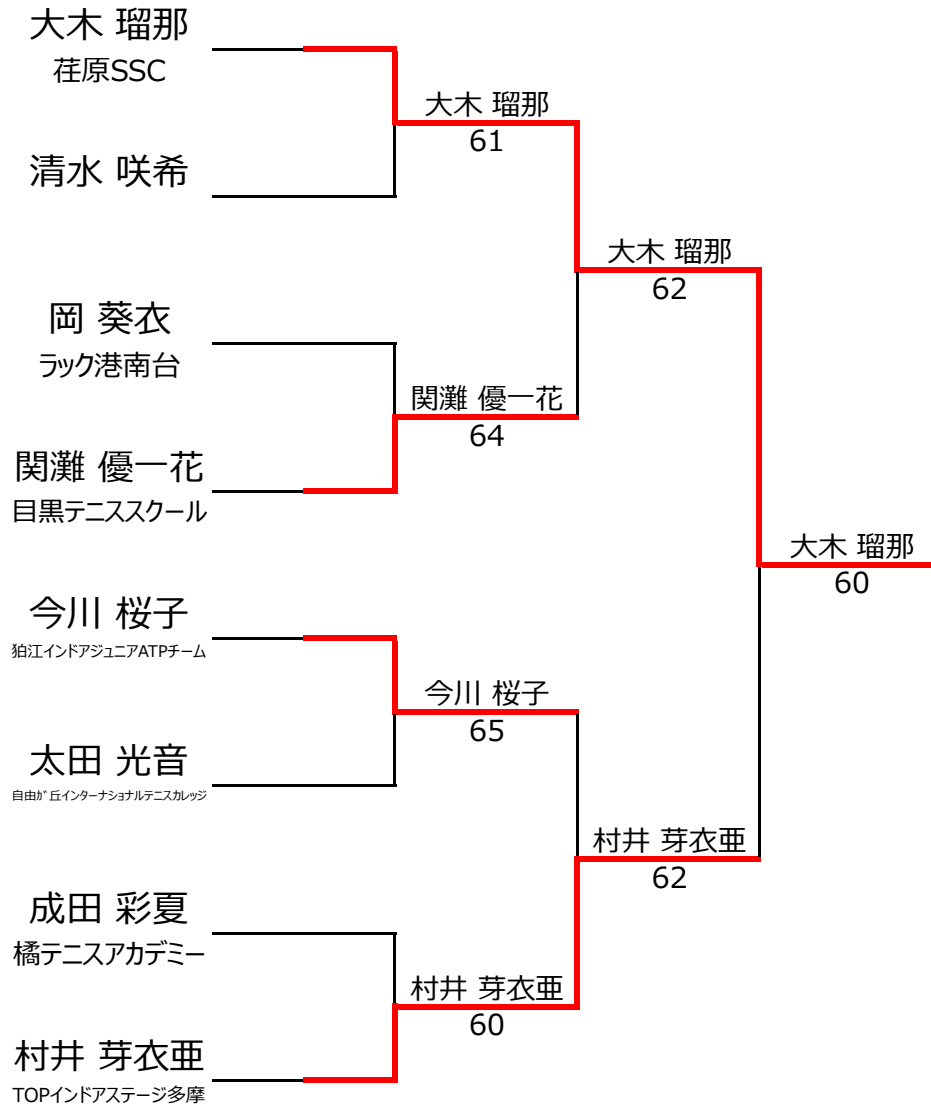 大木 瑠那
荏原SSC
清水 咲希
岡 葵衣
ラック港南台
関灘 優一花
目黒テニススクール
今川 桜子
狛江インドアジュニアATPチーム
太田 光音
自由が丘インターナショナルテニスカレッジ
成田 彩夏
橘テニスアカデミー
村井 芽衣亜
TOPインドアステージ多摩
大木 瑠那
61
関灘 優一花
64
今川 桜子
65
村井 芽衣亜
60
大木 瑠那
62
村井 芽衣亜
62
大木 瑠那
60